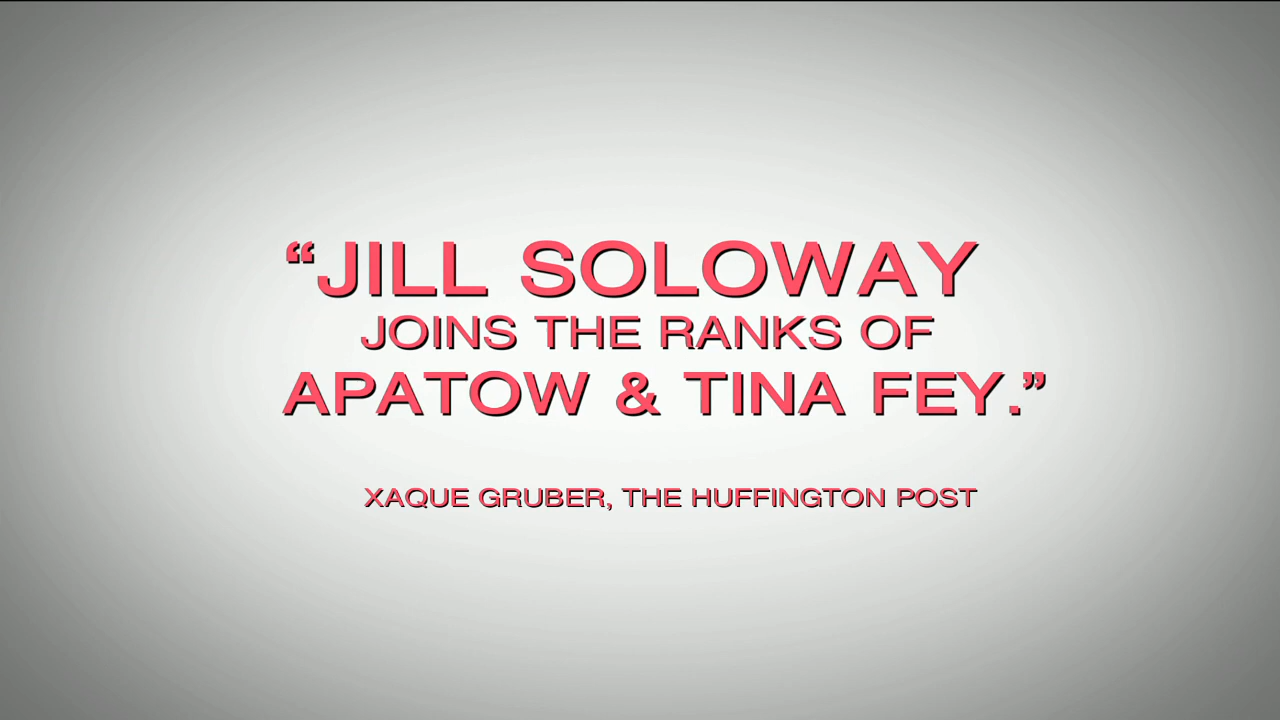 “JILL SOLOWAY
JOINS THE RANKS OF
APATOW & TINA FEY.”
XAQUE GRUBER, THE HUFFINGTON POST